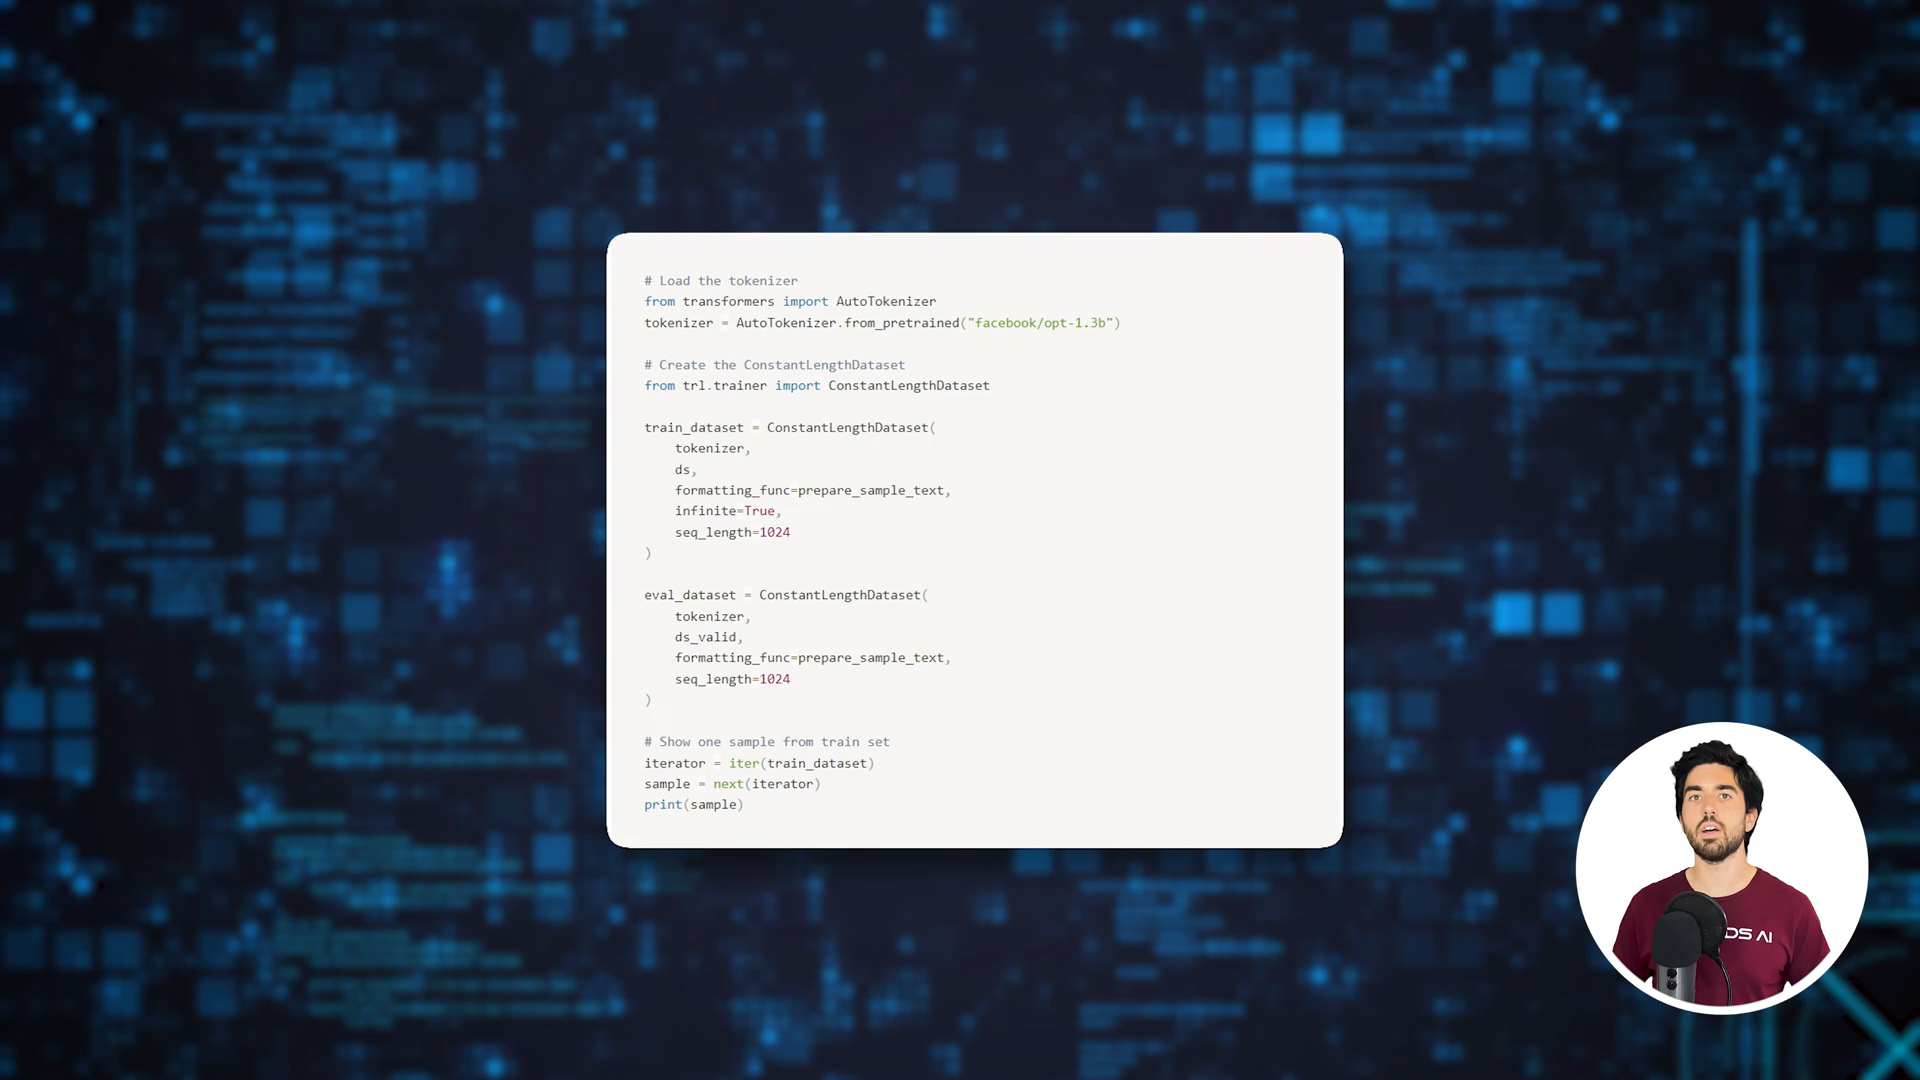 # Load the tokenizer
from transformers import AutoTokenizer
tokenizer = AutoTokenizer.from_pretrained("facebook/opt-1.3b")

# Create the ConstantLengthDataset
from trl.trainer import ConstantLengthDataset

train_dataset = ConstantLengthDataset(
    tokenizer,
    ds,
    formatting_func=prepare_sample_text,
    infinite=True,
    seq_length=1024
)

eval_dataset = ConstantLengthDataset(
    tokenizer,
    ds_valid,
    formatting_func=prepare_sample_text,
    seq_length=1024
)

# Show one sample from train set
iterator = iter(train_dataset)
sample = next(iterator)
print(sample)
DS AI